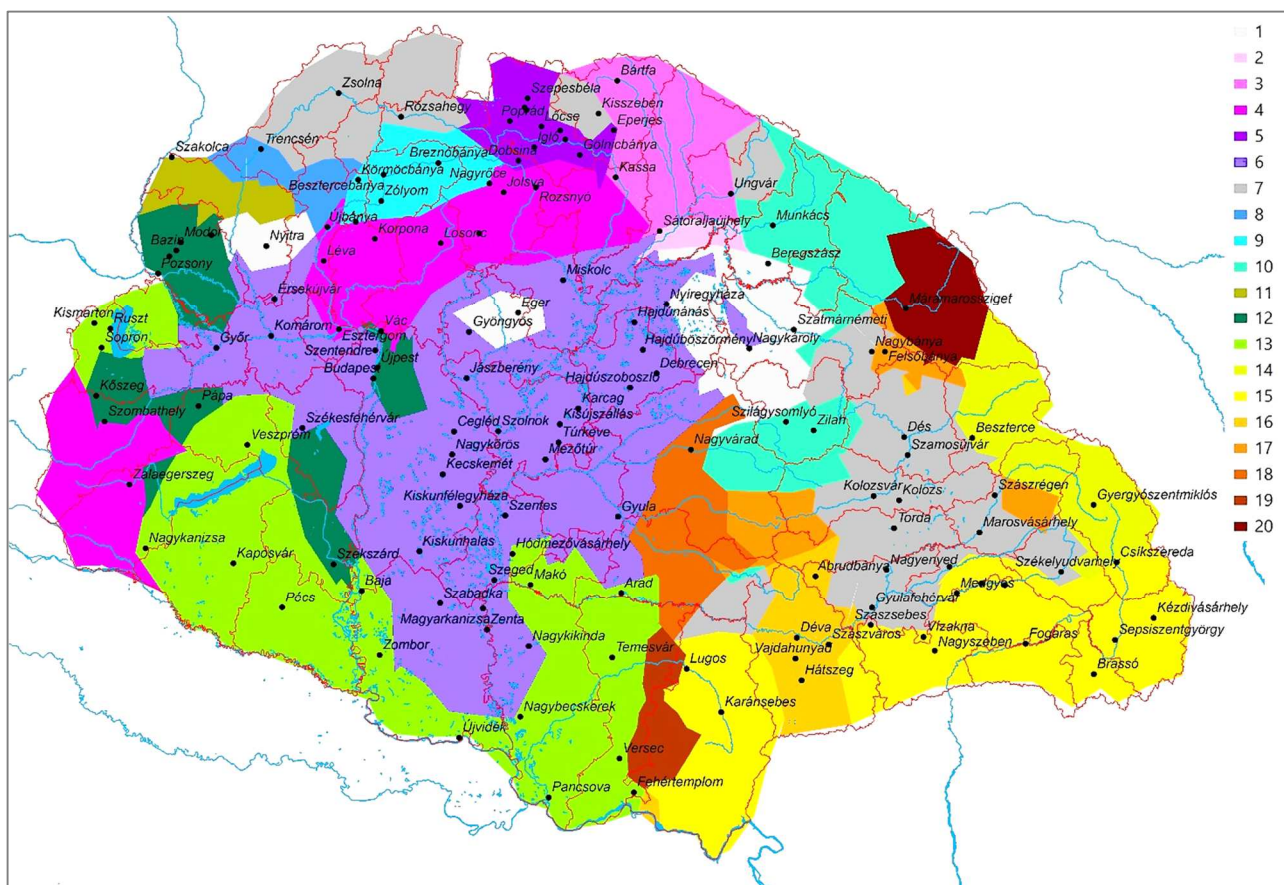 1
2
3
4
5
6
7
8
9
10
11
12
13
14
15
16
17
18
19
20
Bártfa
Zsolna
Szepesbéla
Rózsahegy
Poprád
Lőcse
Kisszeben
Eperjes
Igló
Gölnicbánya
Szakolca
Trencsén
Breznóbánya
Dobsina
Körmöcbánya
Besztercebánya
Nagyrőce
Jolsva
Kassa
Zólyom
Rozsnyo
Ungvár
Újbánya
Korpona
Losonc
Sátoraljaújhely
Munkács
Modor
Bazin
Nyitra
Pozsony
Léva
Miskolc
Beregszász
Érsekújvár
Eger
Nyíregyháza
Máramarossziget
Kismarton
Ruszt
Sopron
Győr
Komárom
Vác
Esztergom
Gyöngyös
Hajdúnánás
Szatmárnémeti
Szentendre
Újpest
Hajdúböszörmény
Nagykároly
Nagybánya
Felsőbánya
Budapest
Jászberény
Debrecen
Kőszeg
Hajdúszoboszló
Szombathely
Pápa
Karcag
Székesfehérvár
Cegléd
Szolnok
Kisújszállás
Szilágysomlyó
Zilah
Veszprém
Nagykőrös
Túrkeve
Nagyvárad
Dés
Beszterce
Szamosújvár
Kecskemét
Mezőtúr
Zalaegerszeg
Kiskunfélegyháza
Szentes
Gyula
Kolozsvár
Kolozs
Szászrégen
Gyergyószentmiklós
Torda
Marosvásárhely
Nagykanizsa
Kaposvár
Szekszárd
Kiskunhalas
Hódmezővásárhely
Csíkszereda
Székelyudvarhely
Abrudbánya
Nagyenyed
Medgyes
Baja
Szeged
Makó
Arad
Pécs
Szabadka
Gyulafehérvár
Szászsebes
Kézdivásárhely
Magyarkanizsa
Zenta
Nagykikinda
Déva
Szászváros
Vízakna
Nagyszeben
Fogaras
Sepsiszentgyörgy
Zombor
Temesvár
Lugos
Vajdahunyad
Hátszeg
Brassó
Nagybecskerek
Karánsebes
Újvidék
Versec
Pancsova
Fehértemplom